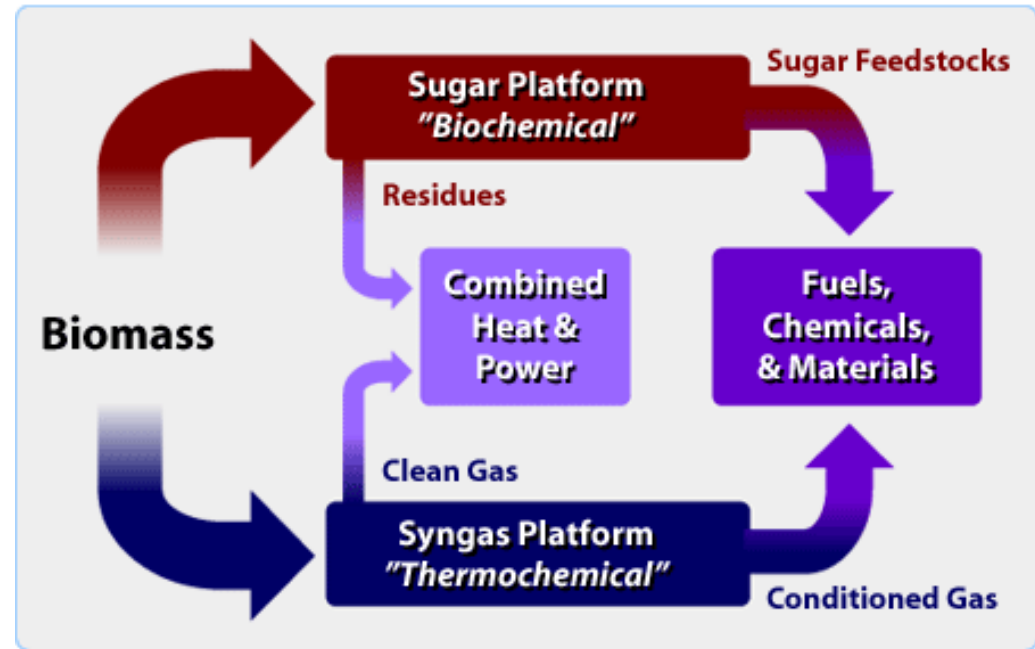 Sugar Platform
”Biochemical”
Sugar Feedstocks
Residues
Biomass
Combined
Heat &
Power
Fuels,
Chemicals,
& Materials
Clean Gas
Syngas Platform
”Thermochemical”
Conditioned Gas